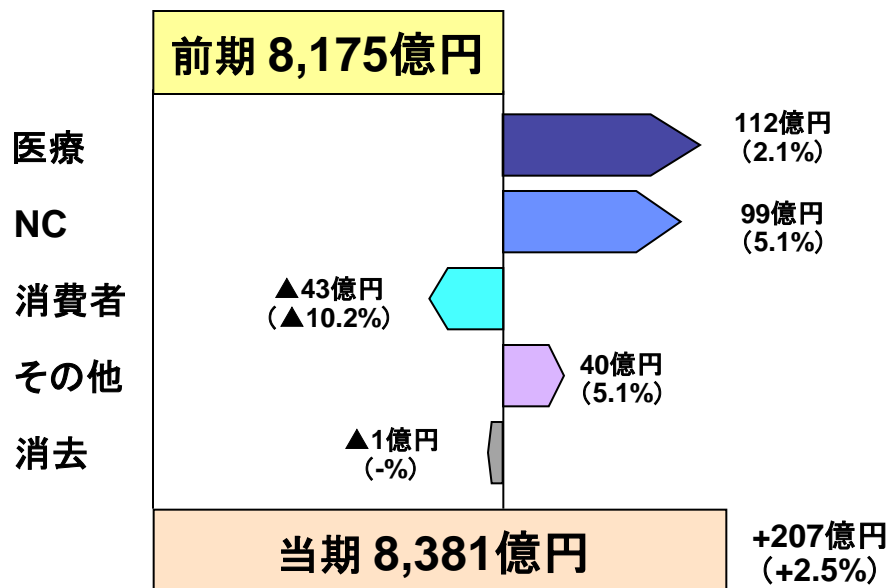 前期 8,175億円
医療
112億円
（2.1%）
NC
99億円
（5.1%）
消費者
▲43億円
（▲10.2%）
その他
40億円
（5.1%）
消去
▲1億円
（-%）
当期 8,381億円
+207億円
（+2.5%）